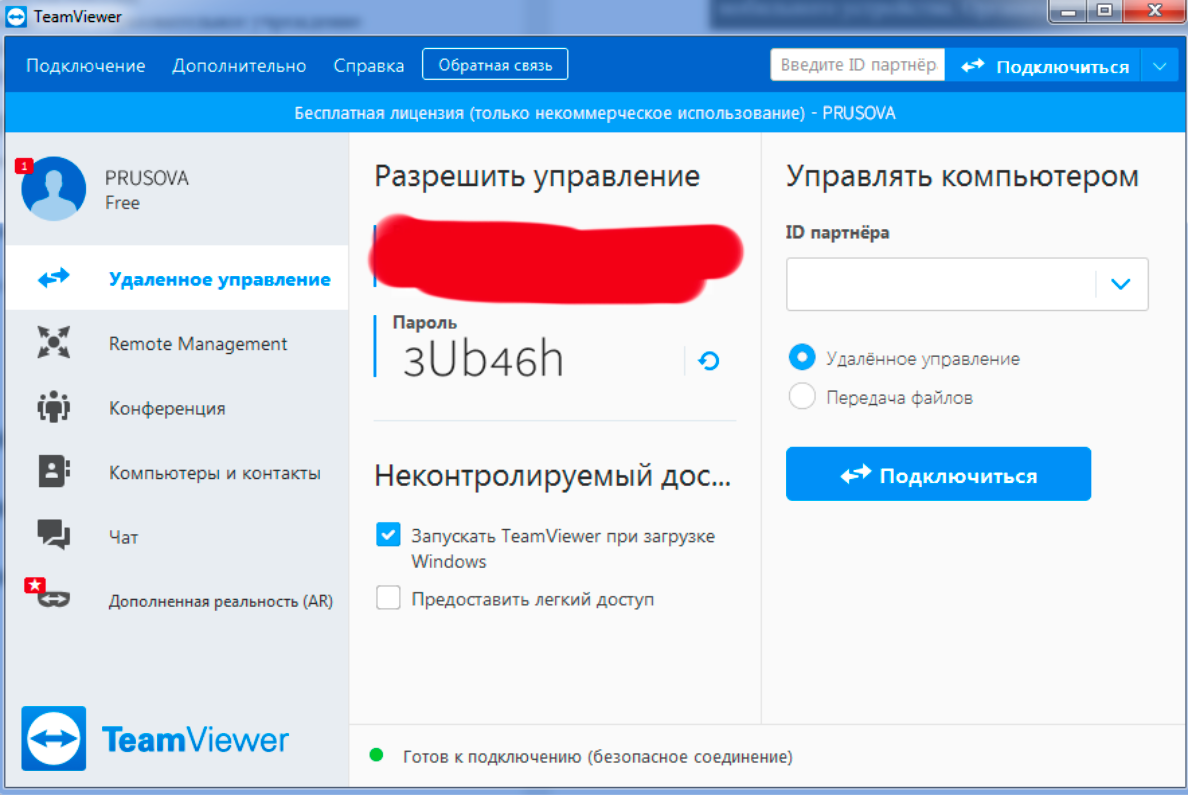 TeamViewer
Подключение Дополнительно Справка Обратная связь Введите ID партнёр Подключиться
Бесплатная лицензия (только некоммерческое использование) - PRUSOVA
1
PRUSOVA
Free
Удаленное управление
Remote Management
Конференция
Компьютеры и контакты
Чат
Дополненная реальность (AR)
TeamViewer
Разрешить управление
Пароль
3Ub46h
Неконтролируемый дос...
Запускать TeamViewer при загрузке
Windows
Предоставить легкий доступ
Управлять компьютером
ID партнёра
Удалённое управление
Передача файлов
Подключиться
Готов к подключению (безопасное соединение)